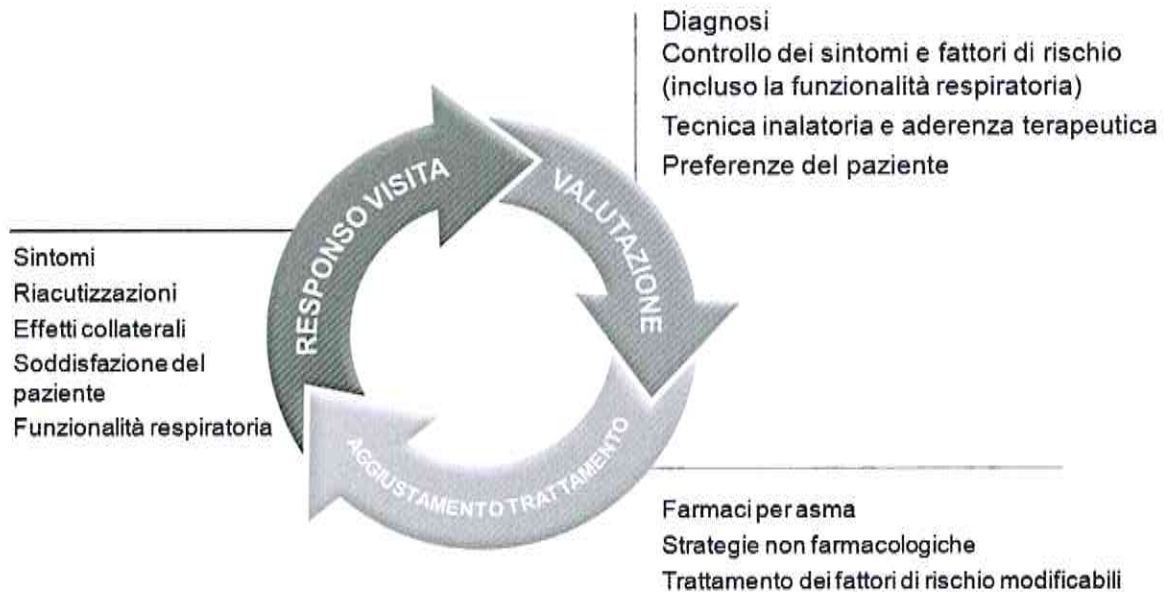 Diagnosi
Controllo dei sintomi e fattori di rischio
(incluso la funzionalità respiratoria)
Tecnica inalatoria e aderenza terapeutica
Preferenze del paziente
RESPONSO VISITA
VALUTAZIONE
AGGIUSTAMENTO TRATTAMENTO
Sintomi
Riacutizzazioni
Effetti collaterali
Soddisfazione del
paziente
Funzionalità respiratoria
Farmaci per asma
Strategie non farmacologiche
Trattamento dei fattori di rischio modificabili